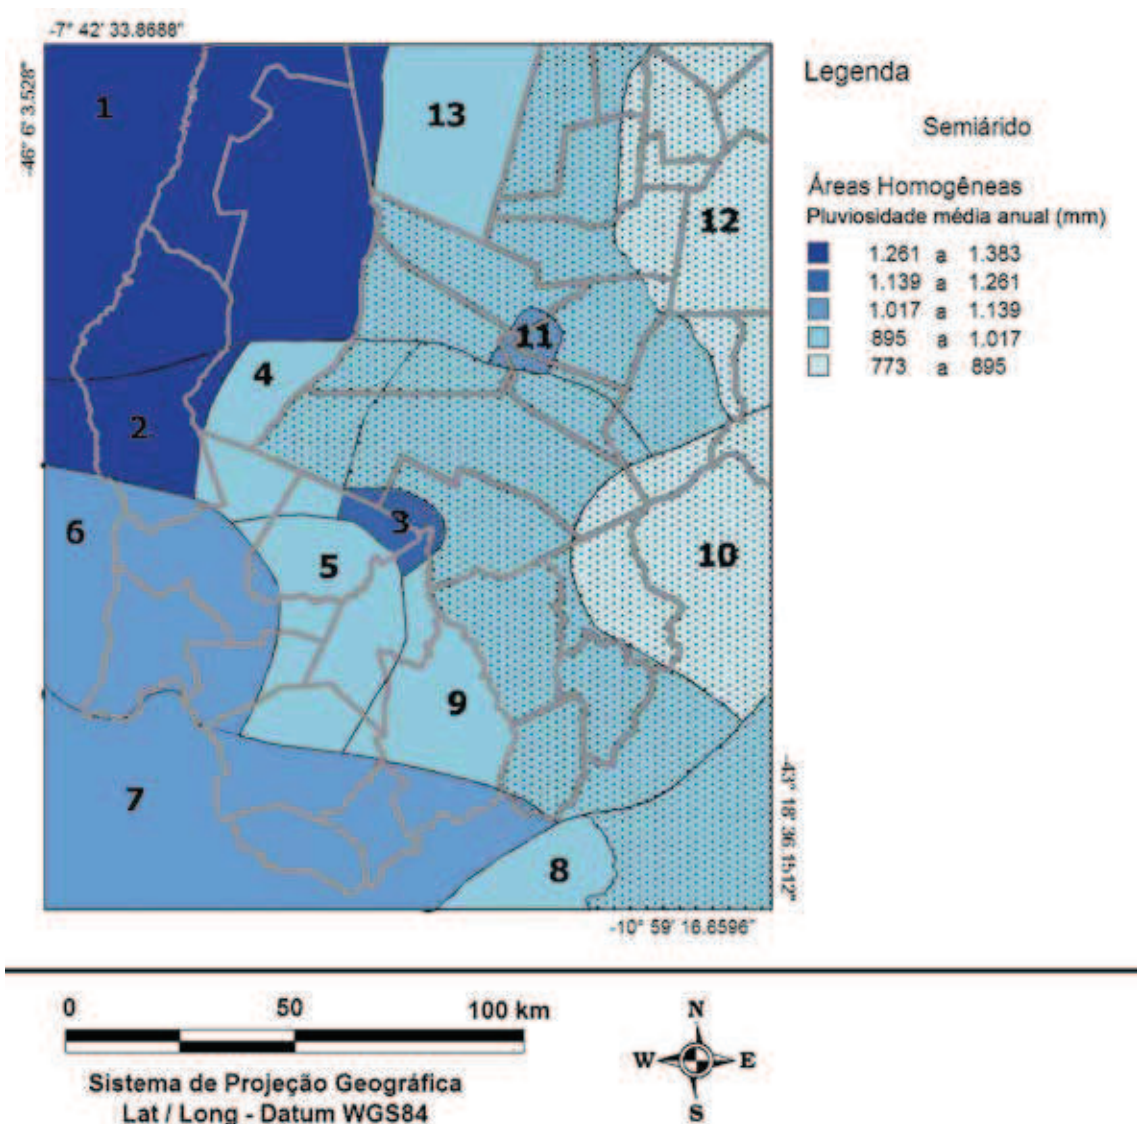 -7° 42' 33.8688"
-46° 6' 3.528"
1
13
12
11
4
2
3
6
5
10
9
7
8
-43° 18' 36.1512"
-10° 59' 16.8596"
Legenda
Semiárido
Áreas Homogêneas
Pluviosidade média anual (mm)
1.261 a 1.383
1.139 a 1.261
1.017 a 1.139
895 a 1.017
773 a 895
0 50 100 km
Sistema de Projeção Geográfica
Lat / Long - Datum WGS84
N
W E
S